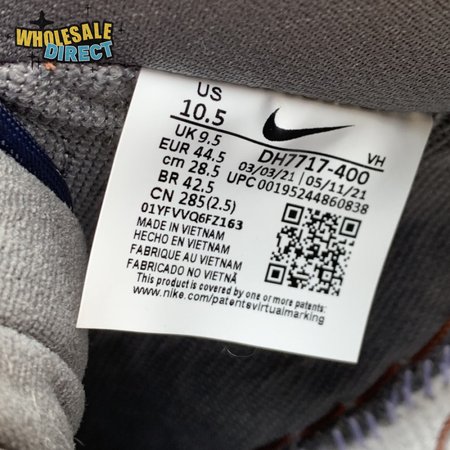 WHOLESALE
DIRECT
US
10.5
UK 9.5
EUR 44.5
cm 28.5
BR 42.5
CN 285(2.5)
01YFVVQ6FZ163
DH7717-400
VH
03/03/21 | 05/11/21
UPC 00195244860838
MADE IN VIETNAM
HECHO EN VIETNAM
FABRIQUE AU VIETNAM
FABRICADO NO VIETNÃ
This product may be covered by one or more patents:
www.nike.com/patentsvirtualmarking